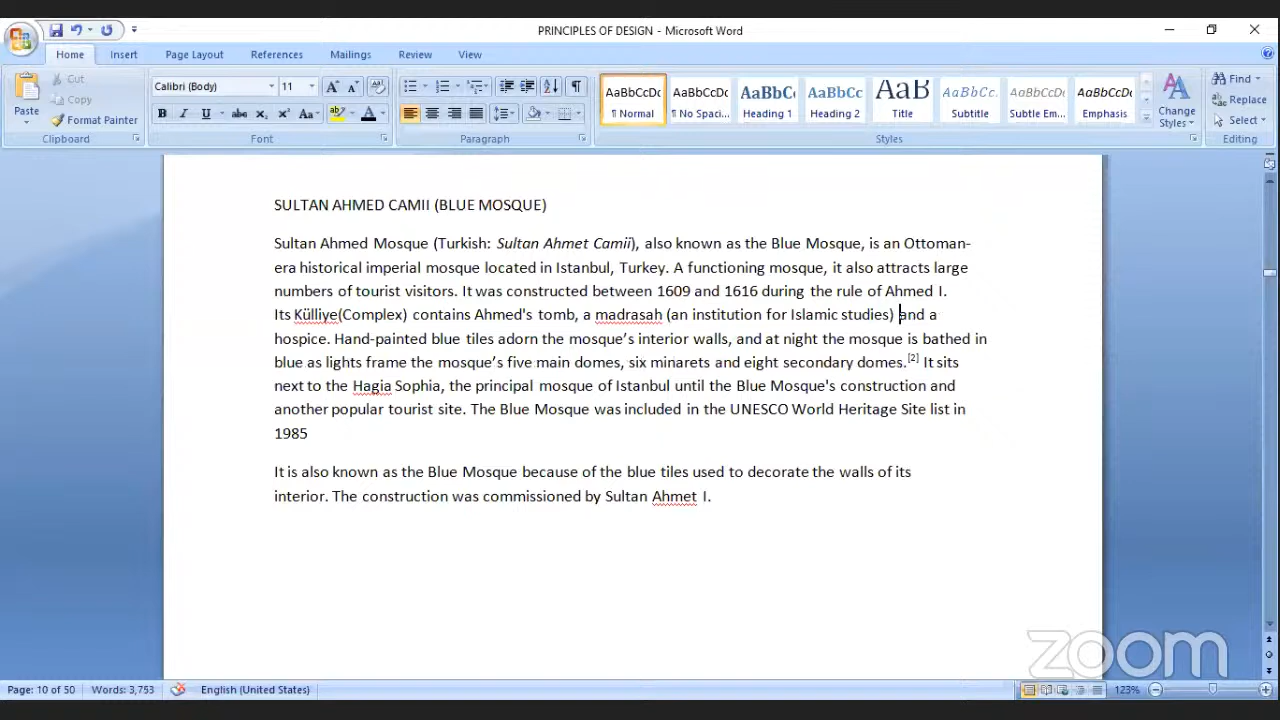 PRINCIPLES OF DESIGN - Microsoft Word
Home Insert Page Layout References Mailings Review View
Paste
Cut
Copy
Format Painter
Clipboard
Calibri (Body) 11
Font
Paragraph
AaBbCcDc AaBbCcDc AaBbCc AaBbCc AaB AaBbCc. AaBbCcDc AaBbCcDc
¶ Normal ¶ No Spaci... Heading 1 Heading 2 Title Subtitle Subtle Em... Emphasis
Change Styles
Styles
Find
Replace
Select
Editing
SULTAN AHMED CAMII (BLUE MOSQUE)
Sultan Ahmed Mosque (Turkish: Sultan Ahmet Camii), also known as the Blue Mosque, is an Ottoman-
era historical imperial mosque located in Istanbul, Turkey. A functioning mosque, it also attracts large
numbers of tourist visitors. It was constructed between 1609 and 1616 during the rule of Ahmed I.
Its Külliye(Complex) contains Ahmed's tomb, a madrasah (an institution for Islamic studies) and a
hospice. Hand-painted blue tiles adorn the mosque’s interior walls, and at night the mosque is bathed in
blue as lights frame the mosque’s five main domes, six minarets and eight secondary domes.[2] It sits
next to the Hagia Sophia, the principal mosque of Istanbul until the Blue Mosque's construction and
another popular tourist site. The Blue Mosque was included in the UNESCO World Heritage Site list in
1985
It is also known as the Blue Mosque because of the blue tiles used to decorate the walls of its
interior. The construction was commissioned by Sultan Ahmet I.
zoom
Page: 10 of 50 Words: 3,753 English (United States) 123%